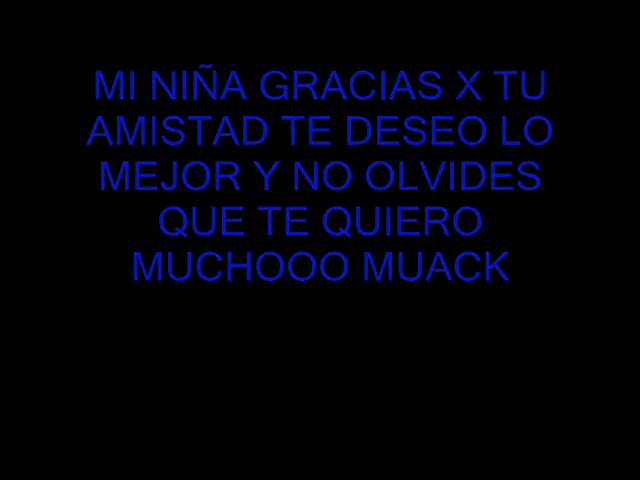 MI NIÑA GRACIAS X TU
AMISTAD TE DESEO LO
MEJOR Y NO OLVIDES
QUE TE QUIERO
MUCHOOO MUACK